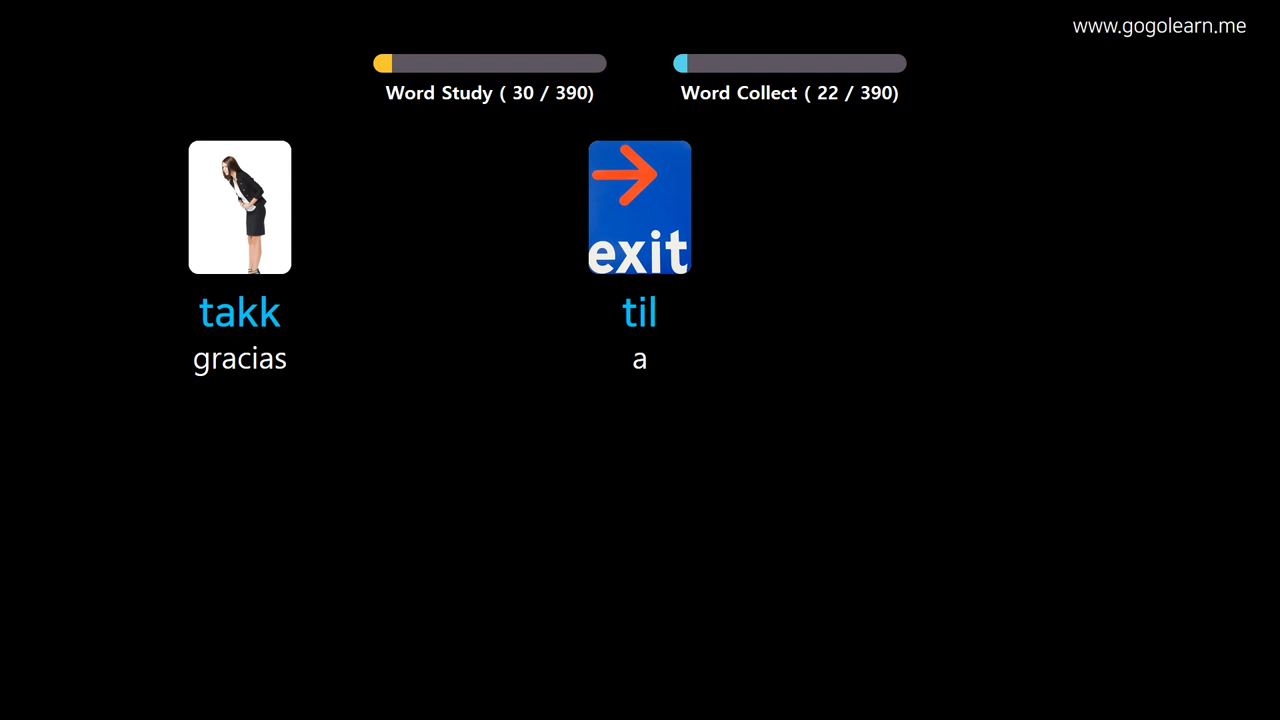 www.gogolearn.me
Word Study ( 30 / 390)
Word Collect ( 22 / 390)
exit
takk
til
gracias
a